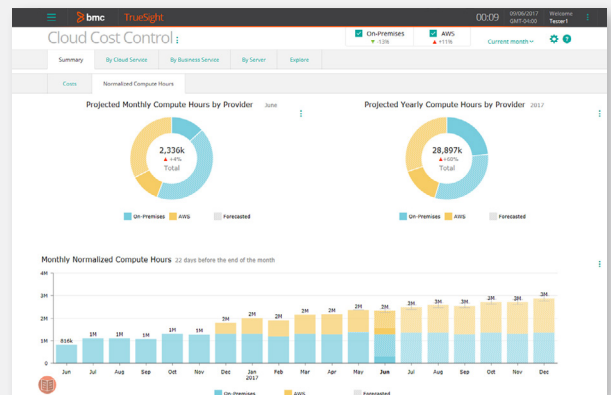 bmc TrueSight
00:09 09/06/2017 GMT-04:00 Welcome Tester1
Cloud Cost Control
On-Premises -13%
AWS +11%
Current month
Summary By Cloud Service By Business Service By Server Explore
Costs Normalized Compute Hours
Projected Monthly Compute Hours by Provider June
Projected Yearly Compute Hours by Provider 2017
2,336k
+4%
Total
28,897k
+60%
Total
On-Premises AWS Forecasted
On-Premises AWS Forecasted
Monthly Normalized Compute Hours 22 days before the end of the month
4M
3M
2M
1M
0
816k 1M 1M 1M 1M 1M 2M 2M 2M 2M 2M 2M 2M 3M 3M 3M 2M 2M 3M
Jun Jul Aug Sep Oct Nov Dec Jan Feb Mar Apr May Jun Jul Aug Sep Oct Nov Dec
2017
On-Premises AWS Forecasted